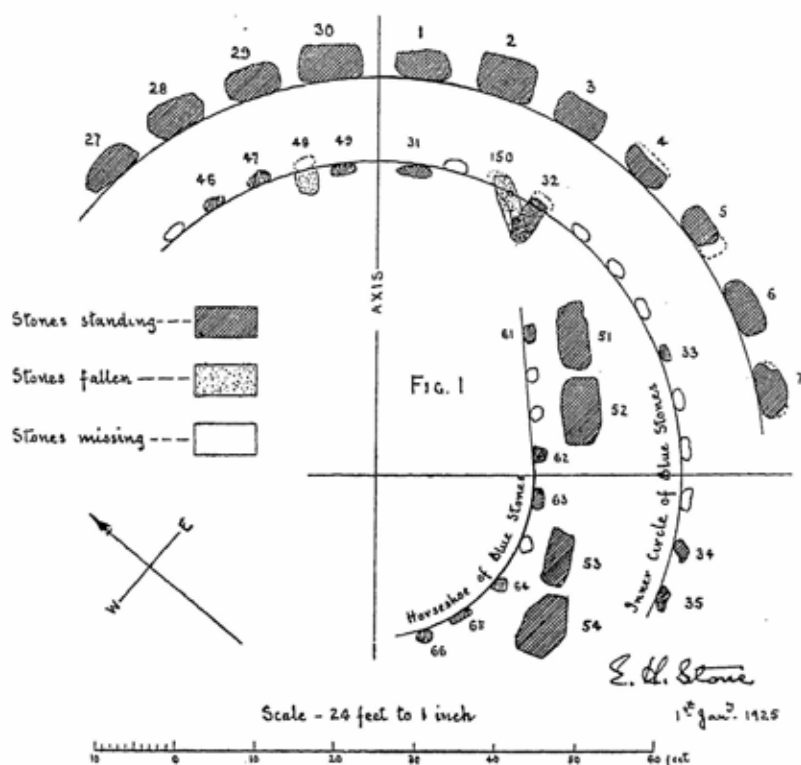 30
1
2
29
3
28
4
27
48
49
31
150
32
47
46
5
6
7
AXIS
Stones standing
Stones fallen
Stones missing
FIG. 1
61
51
52
33
62
63
Inner Circle of Blue Stones
Horseshoe of Blue Stones
53
34
64
35
54
65
66
E
W
E. H. Stone
1st Jany. 1925
Scale - 24 feet to 1 inch
10 0 10 20 30 40 50 60 feet